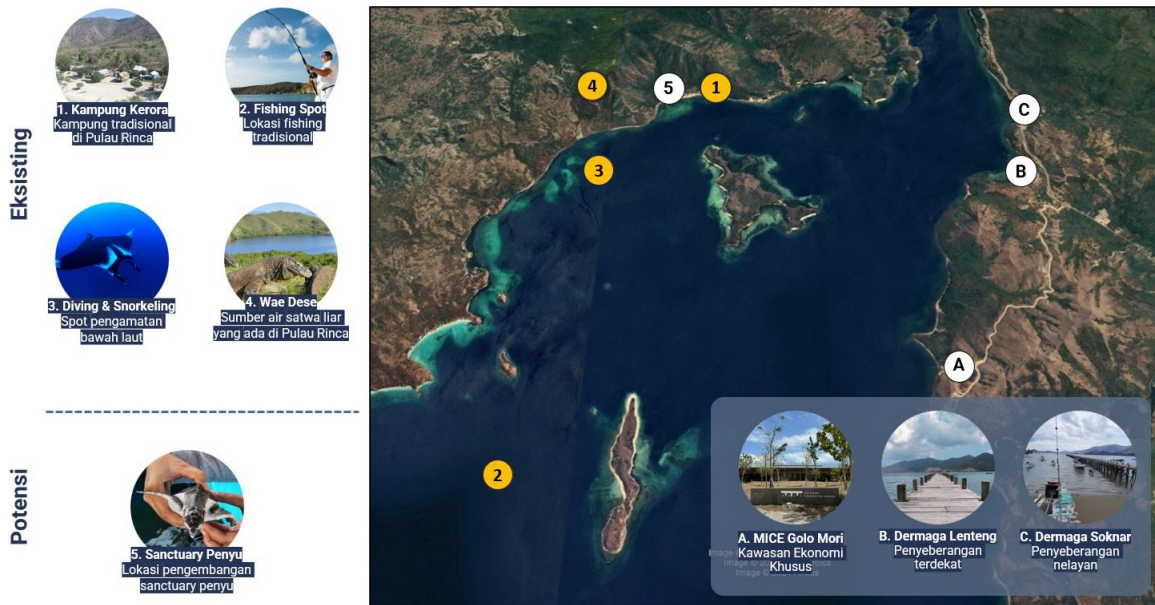 Eksisting
1. Kampung Kerora
Kampung tradisional
di Pulau Rinca
2. Fishing Spot
Lokasi fishing
tradisional
3. Diving & Snorkeling
Spot pengamatan
bawah laut
4. Wae Dese
Sumber air satwa liar
yang ada di Pulau Rinca
Potensi
5. Sanctuary Penyu
Lokasi pengembangan
sanctuary penyu
4
5
1
C
3
B
A
2
A. MICE Golo Mori
Kawasan Ekonomi
Khusus
B. Dermaga Lenteng
Penyeberangan
terdekat
C. Dermaga Soknar
Penyeberangan
nelayan
Image
Image ©
Image ©